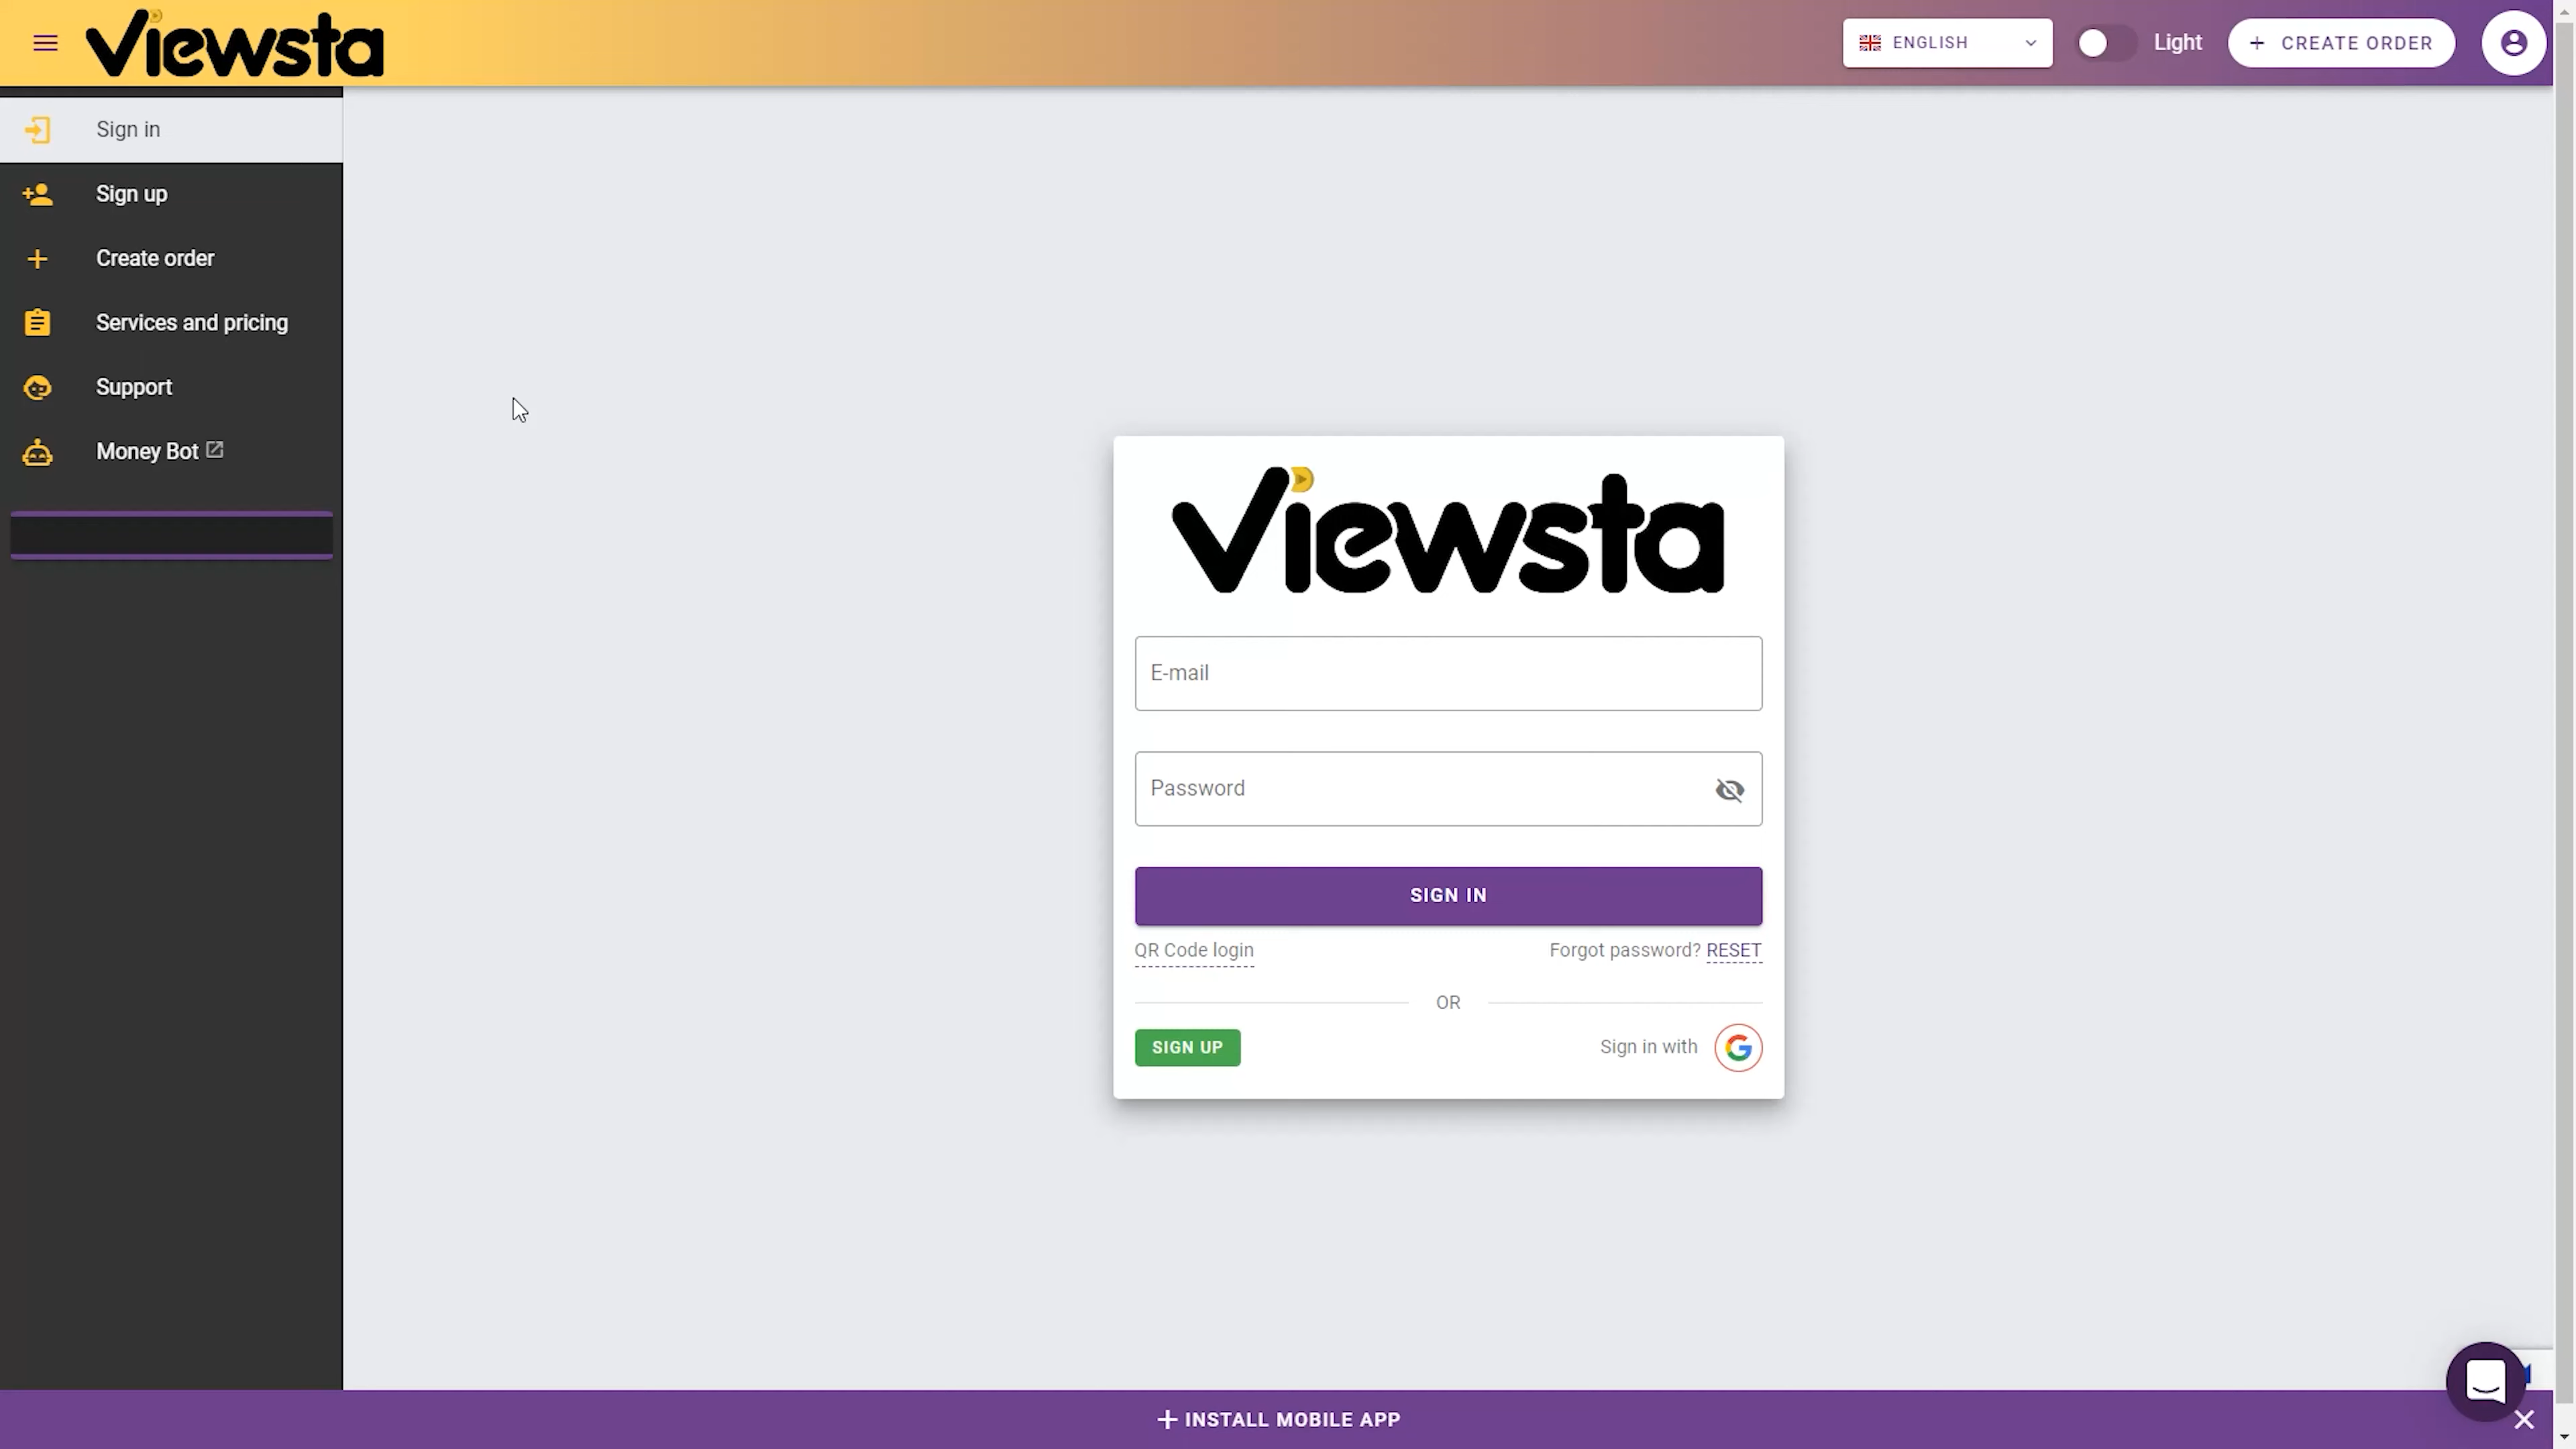 Viewsta
ENGLISH
Light
+ CREATE ORDER
Sign in
Sign up
Create order
Services and pricing
Support
Money Bot
Viewsta
E-mail
Password
SIGN IN
QR Code login
Forgot password? RESET
OR
SIGN UP
Sign in with
+ INSTALL MOBILE APP